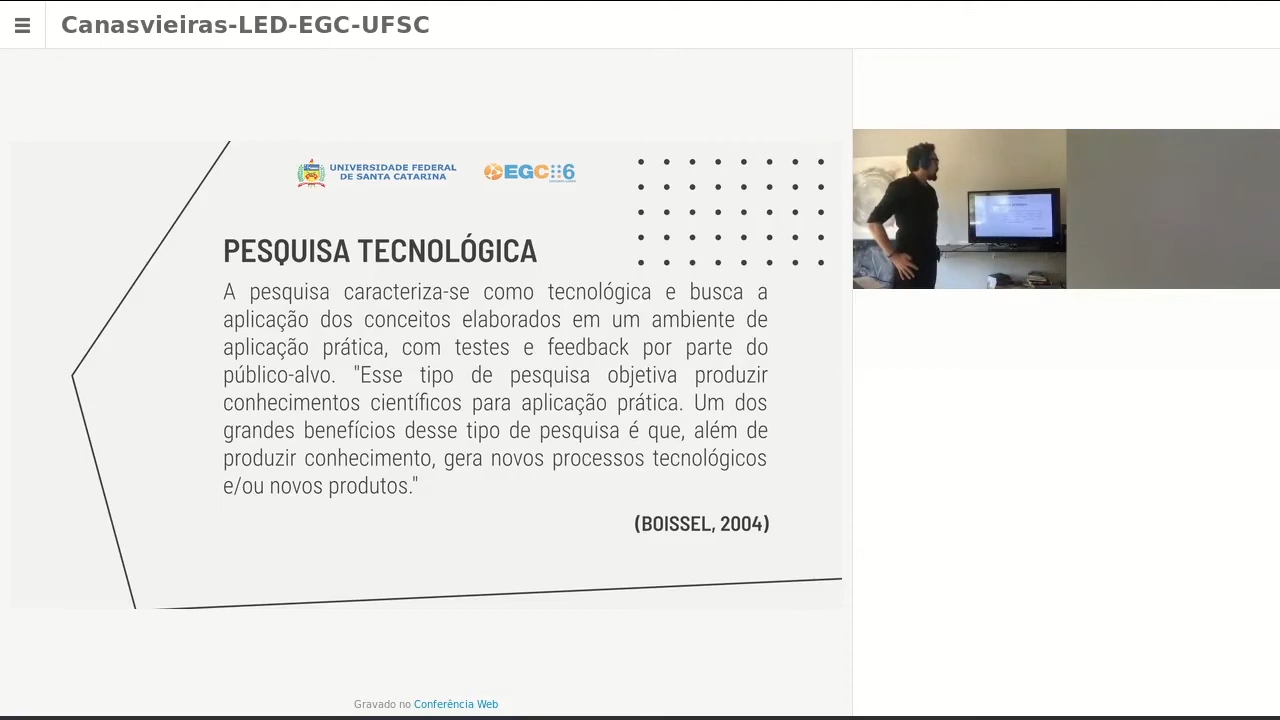 Canasvieiras-LED-EGC-UFSC
UNIVERSIDADE FEDERAL
DE SANTA CATARINA
EGC 6
PESQUISA TECNOLÓGICA
A pesquisa caracteriza-se como tecnológica e busca a
aplicação dos conceitos elaborados em um ambiente de
aplicação prática, com testes e feedback por parte do
público-alvo. "Esse tipo de pesquisa objetiva produzir
conhecimentos científicos para aplicação prática. Um dos
grandes benefícios desse tipo de pesquisa é que, além de
produzir conhecimento, gera novos processos tecnológicos
e/ou novos produtos."
(BOISSEL, 2004)
Gravado no Conferência Web